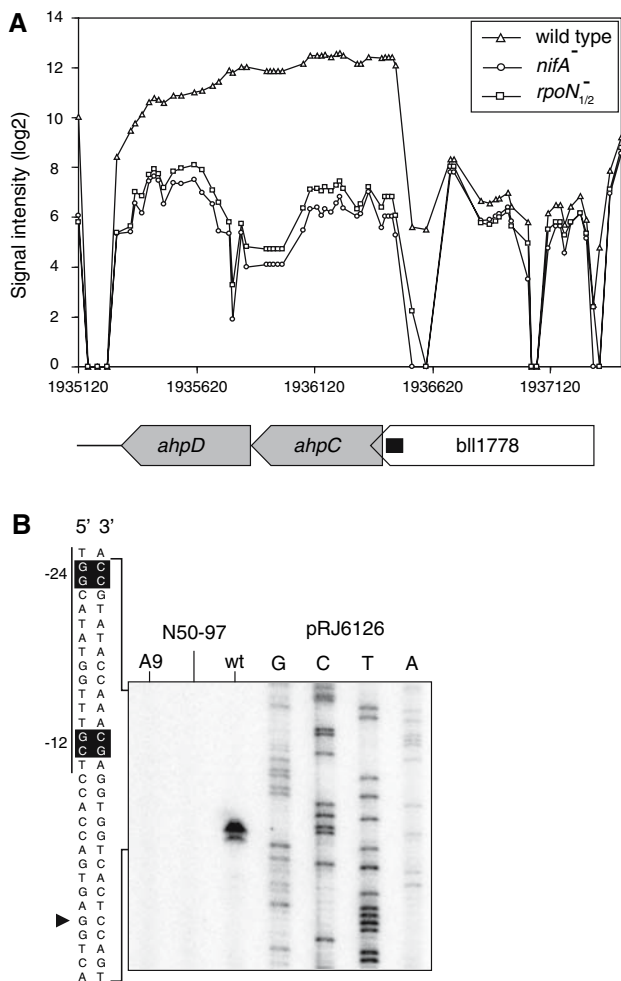 A
14
12
10
8
6
4
2
0
Signal intensity (log2)
wild type
nifA⁻
rpoN₁/₂⁻
1935120 1935620 1936120 1936620 1937120
ahpD ahpC bll1778
B
5' 3'
T A
G C
-24
G C
C G
A T
T A
A T
T A
G C
G C
T A
T A
T A
G C
-12
C G
T A
C G
C G
A T
C G
C G
A T
G C
T A
G C
A T
G C
G C
T A
C G
A T
N50-97 pRJ6126
A9 wt G C T A